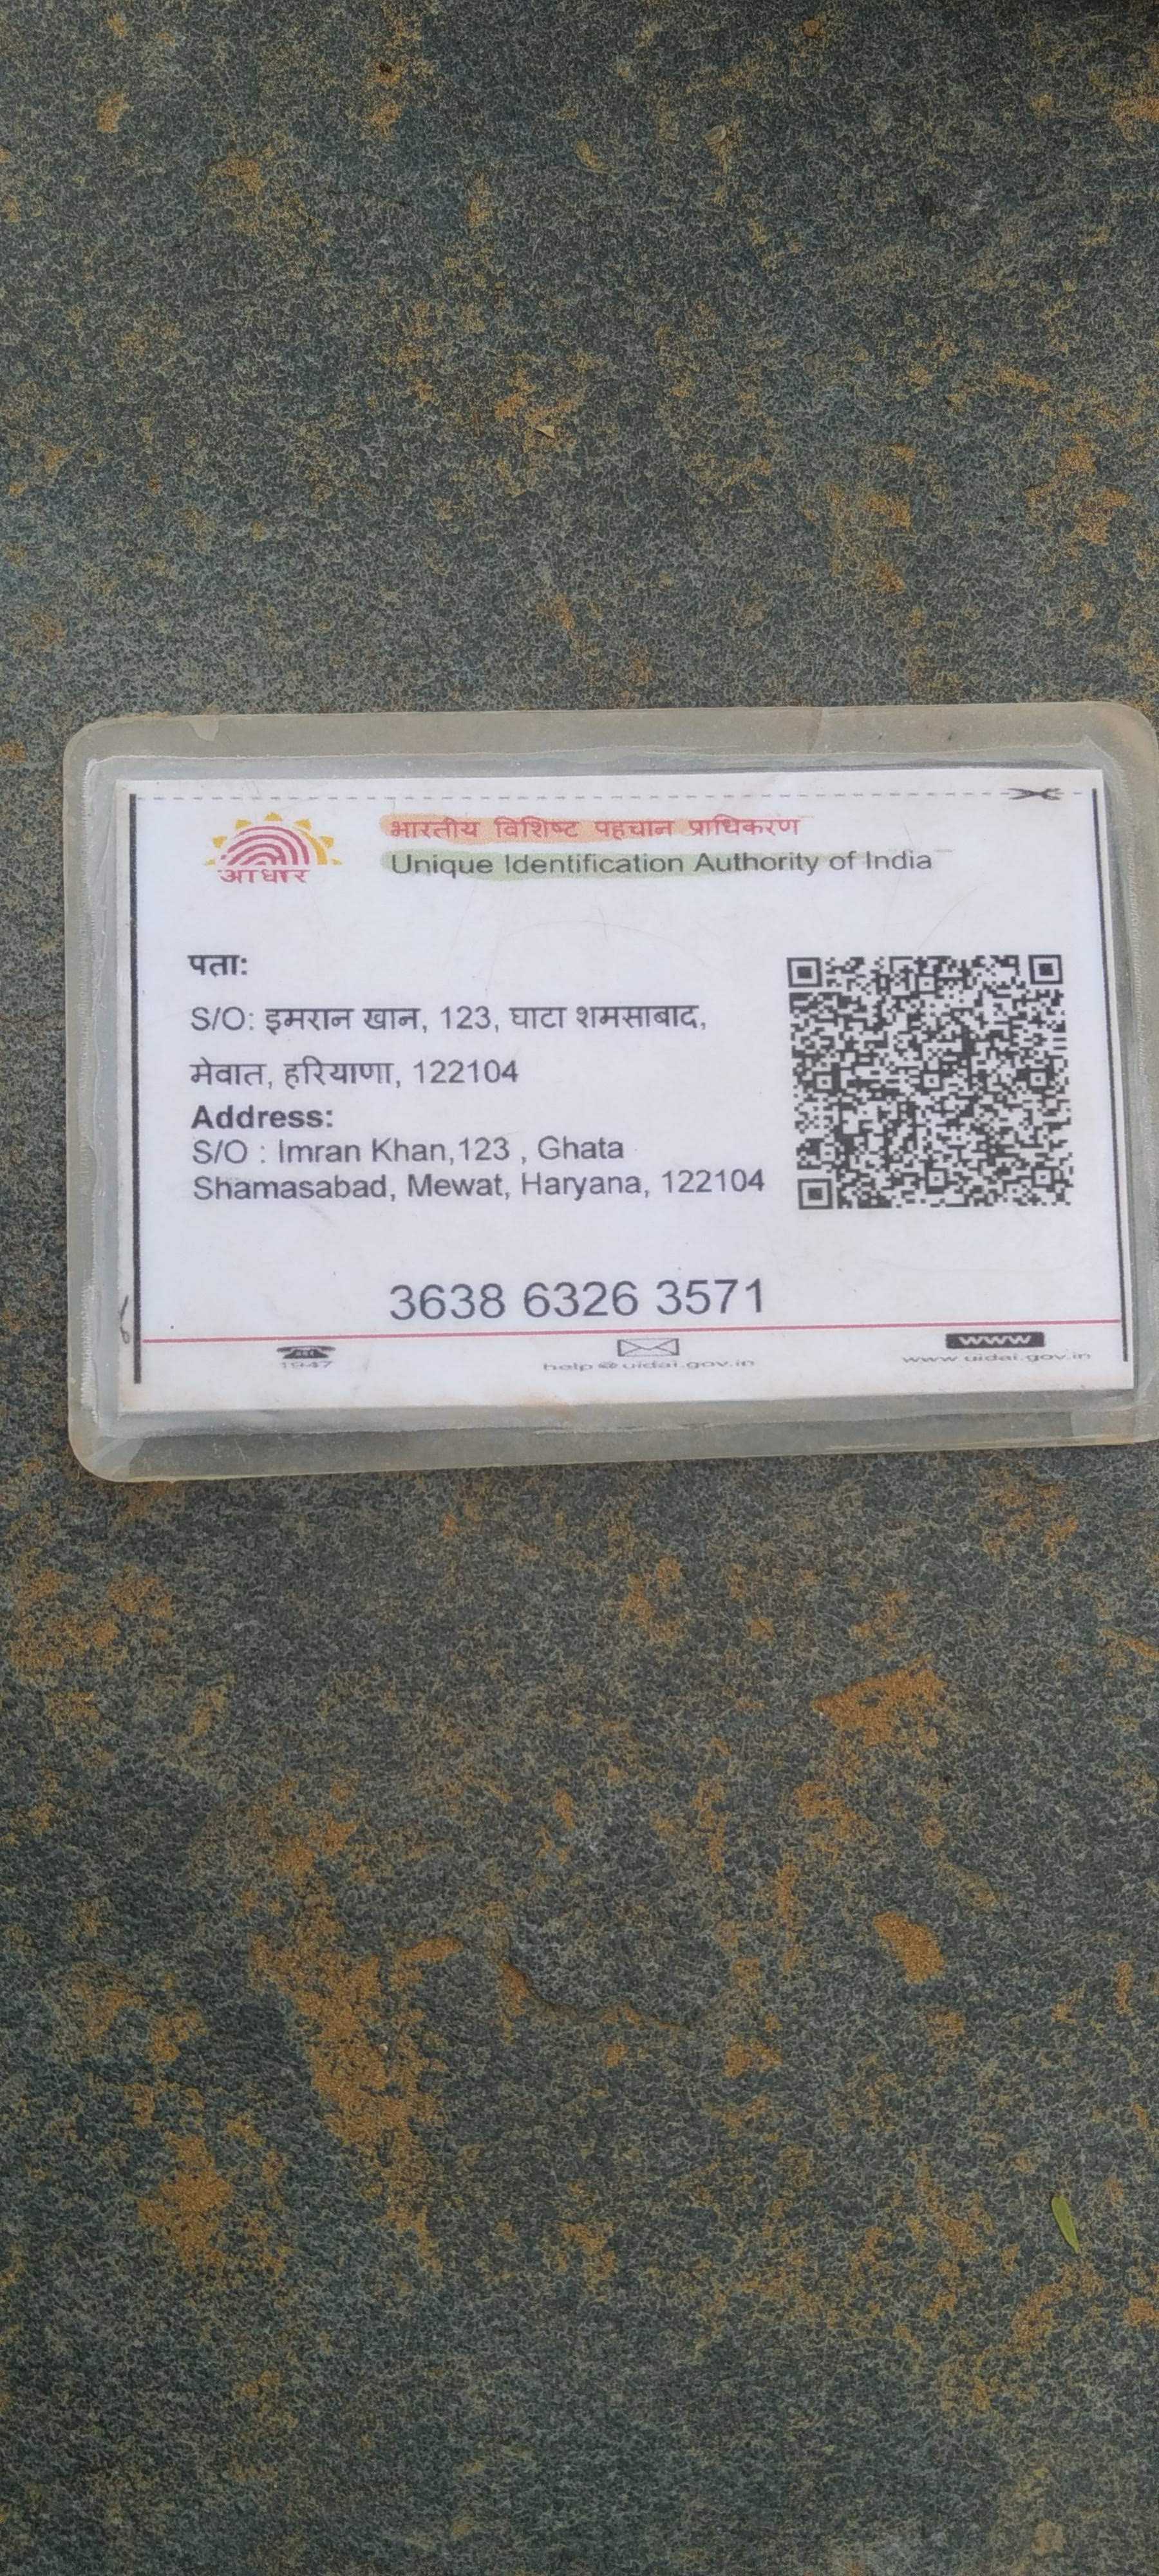 आधार
भारतीय विशिष्ट पहचान प्राधिकरण
Unique Identification Authority of India
पता:
S/O: इमरान खान, 123, घाटा शमसाबाद,
मेवात, हरियाणा, 122104
Address:
S/O : Imran Khan,123 , Ghata
Shamasabad, Mewat, Haryana, 122104
3638 6326 3571
1947
help@uidai.gov.in
www
www.uidai.gov.in